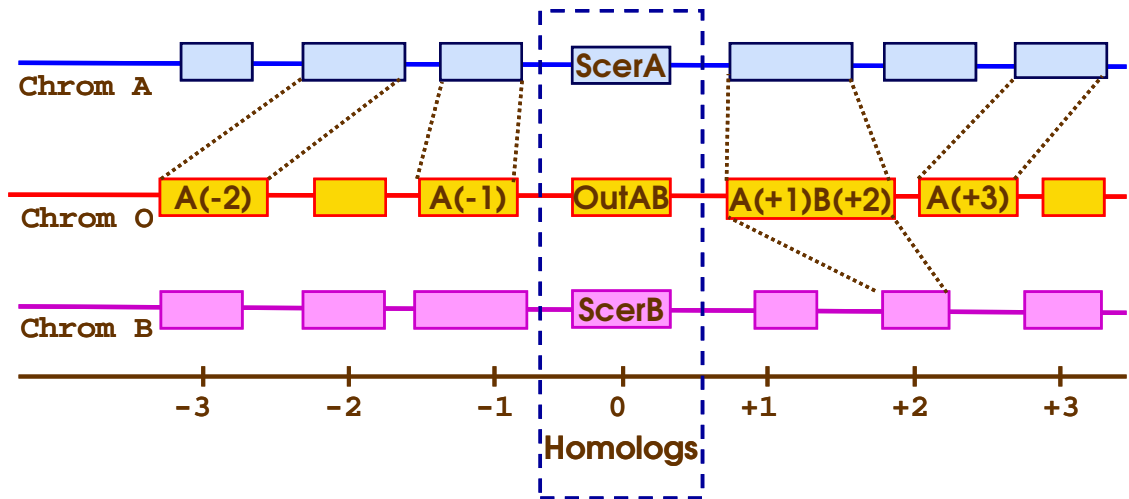 ScerA
Chrom A
A(-2) A(-1) OutAB A(+1)B(+2) A(+3)
Chrom O
ScerB
Chrom B
-3 -2 -1 0 +1 +2 +3
Homologs